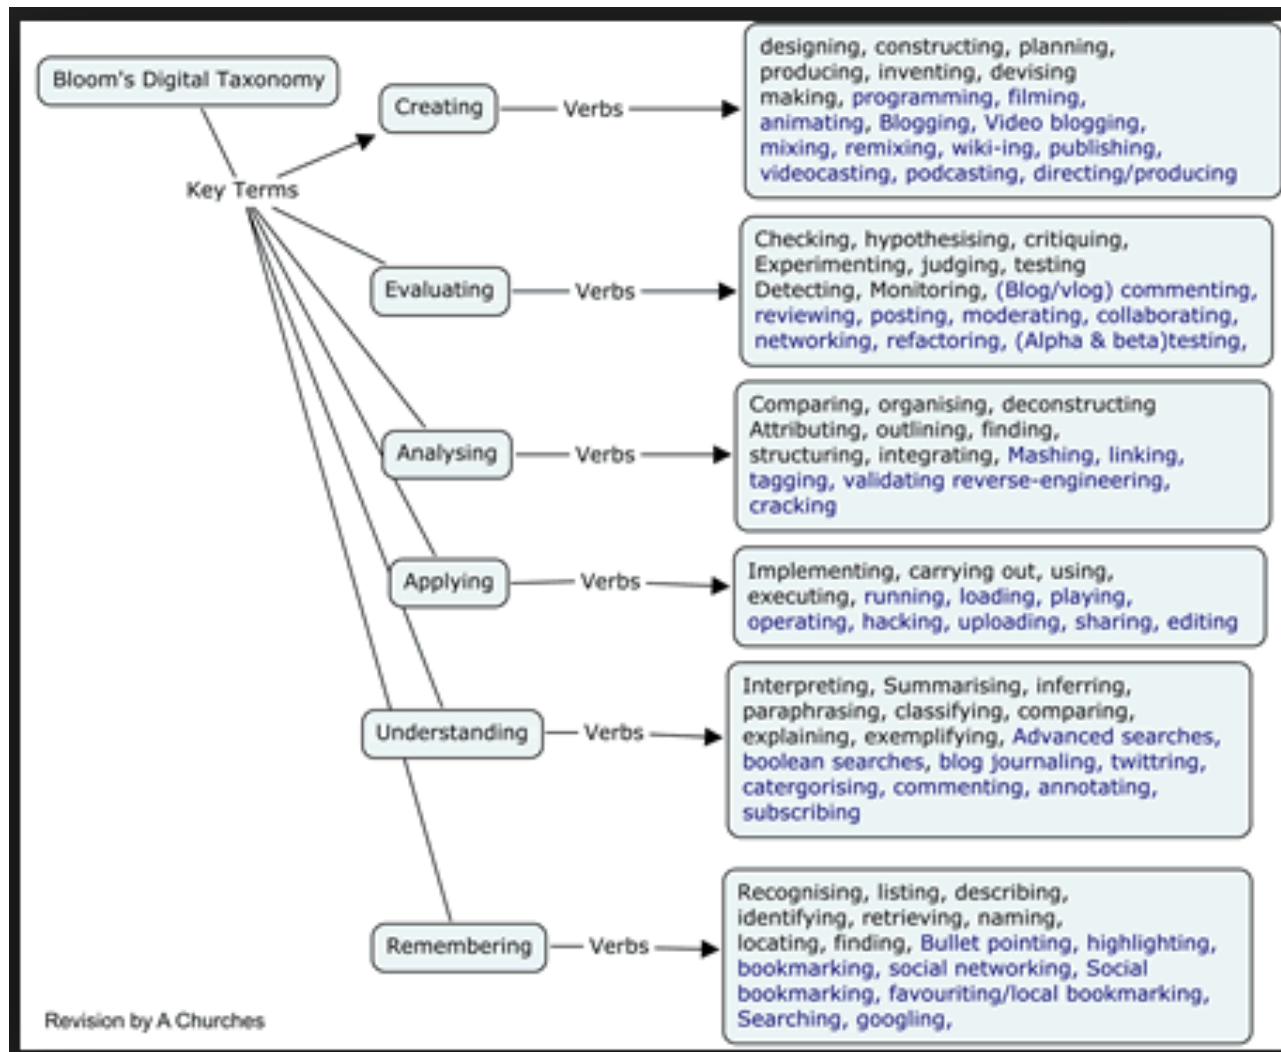 Bloom's Digital Taxonomy
Key Terms
Creating
Verbs
designing, constructing, planning,
producing, inventing, devising
making, programming, filming,
animating, Blogging, Video blogging,
mixing, remixing, wiki-ing, publishing,
videocasting, podcasting, directing/producing
Evaluating
Verbs
Checking, hypothesising, critiquing,
Experimenting, judging, testing
Detecting, Monitoring, (Blog/vlog) commenting,
reviewing, posting, moderating, collaborating,
networking, refactoring, (Alpha & beta)testing,
Analysing
Verbs
Comparing, organising, deconstructing
Attributing, outlining, finding,
structuring, integrating, Mashing, linking,
tagging, validating reverse-engineering,
cracking
Applying
Verbs
Implementing, carrying out, using,
executing, running, loading, playing,
operating, hacking, uploading, sharing, editing
Understanding
Verbs
Interpreting, Summarising, inferring,
paraphrasing, classifying, comparing,
explaining, exemplifying, Advanced searches,
boolean searches, blog journaling, twittring,
catergorising, commenting, annotating,
subscribing
Remembering
Verbs
Recognising, listing, describing,
identifying, retrieving, naming,
locating, finding, Bullet pointing, highlighting,
bookmarking, social networking, Social
bookmarking, favouriting/local bookmarking,
Searching, googling,
Revision by A Churches